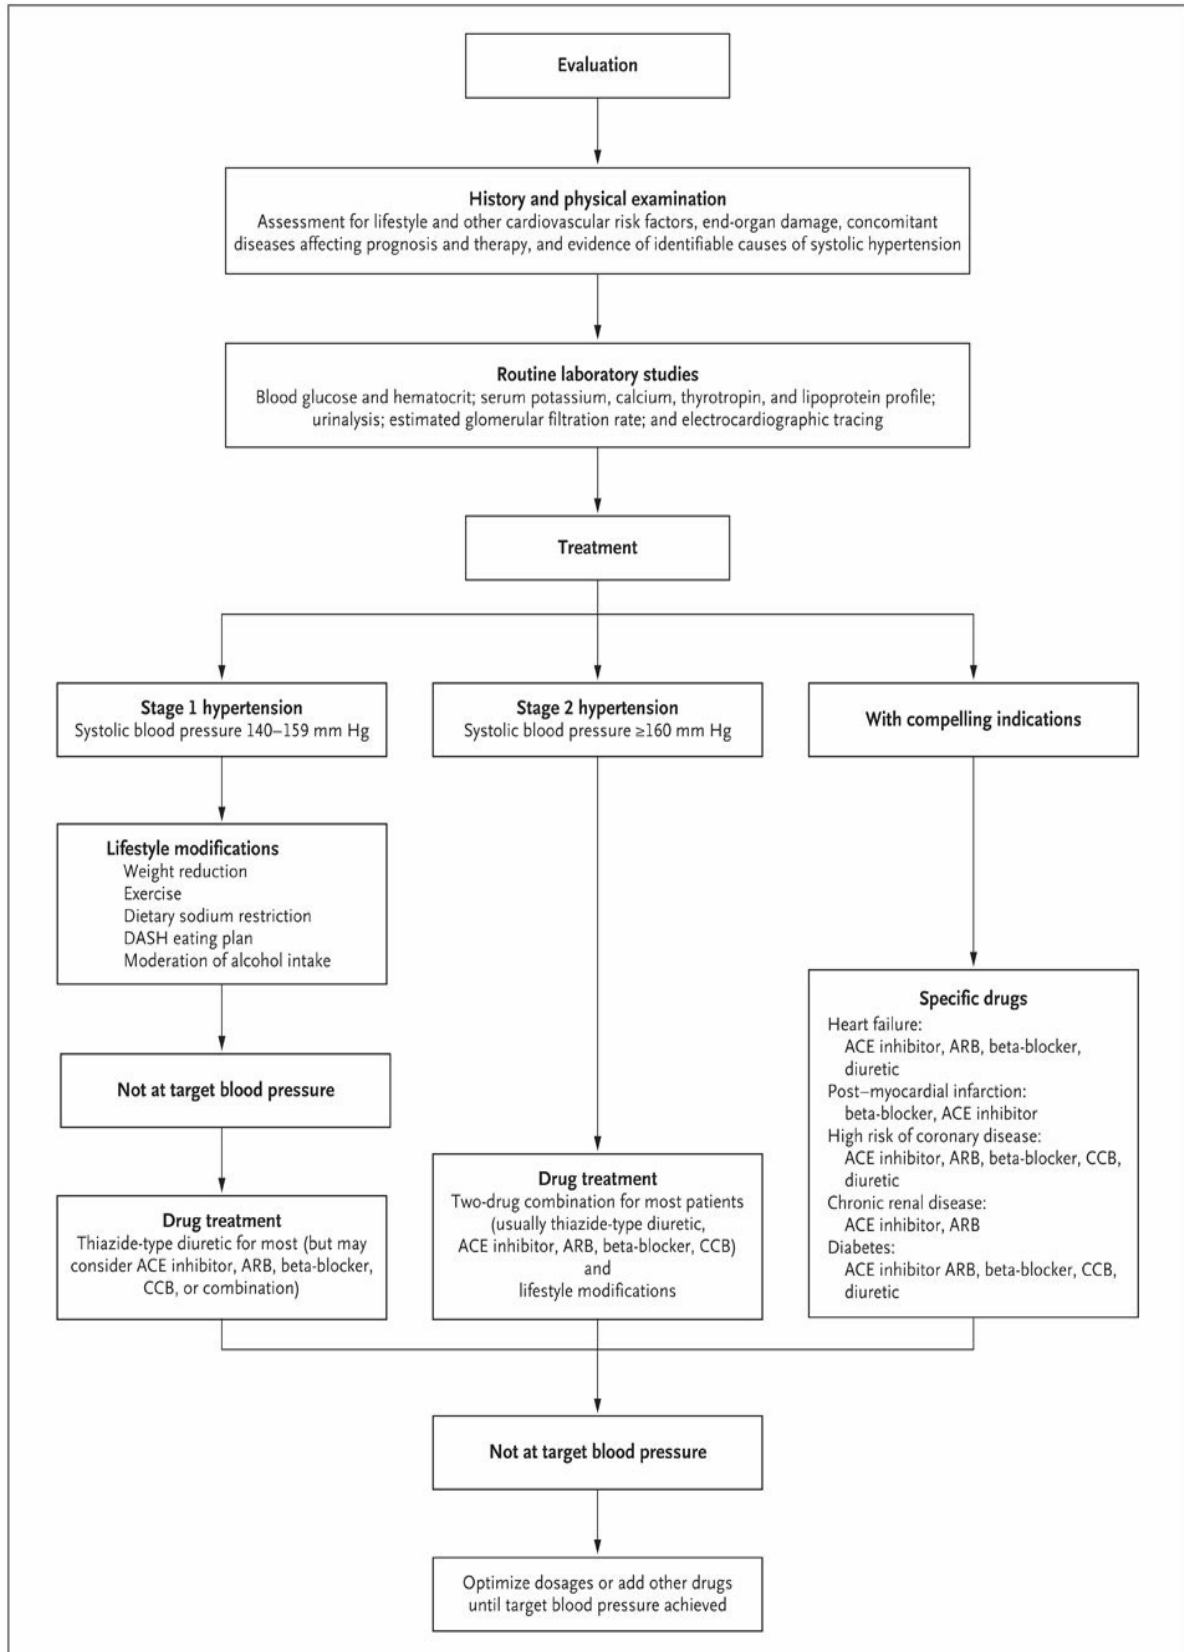 Evaluation
History and physical examination
Assessment for lifestyle and other cardiovascular risk factors, end-organ damage, concomitant
diseases affecting prognosis and therapy, and evidence of identifiable causes of systolic hypertension
Routine laboratory studies
Blood glucose and hematocrit; serum potassium, calcium, thyrotropin, and lipoprotein profile;
urinalysis; estimated glomerular filtration rate; and electrocardiographic tracing
Treatment
Stage 1 hypertension
Systolic blood pressure 140–159 mm Hg
Stage 2 hypertension
Systolic blood pressure ≥160 mm Hg
With compelling indications
Lifestyle modifications
Weight reduction
Exercise
Dietary sodium restriction
DASH eating plan
Moderation of alcohol intake
Not at target blood pressure
Drug treatment
Thiazide-type diuretic for most (but may
consider ACE inhibitor, ARB, beta-blocker,
CCB, or combination)
Drug treatment
Two-drug combination for most patients
(usually thiazide-type diuretic,
ACE inhibitor, ARB, beta-blocker, CCB)
and
lifestyle modifications
Specific drugs
Heart failure:
ACE inhibitor, ARB, beta-blocker,
diuretic
Post–myocardial infarction:
beta-blocker, ACE inhibitor
High risk of coronary disease:
ACE inhibitor, ARB, beta-blocker, CCB,
diuretic
Chronic renal disease:
ACE inhibitor, ARB
Diabetes:
ACE inhibitor ARB, beta-blocker, CCB,
diuretic
Not at target blood pressure
Optimize dosages or add other drugs
until target blood pressure achieved